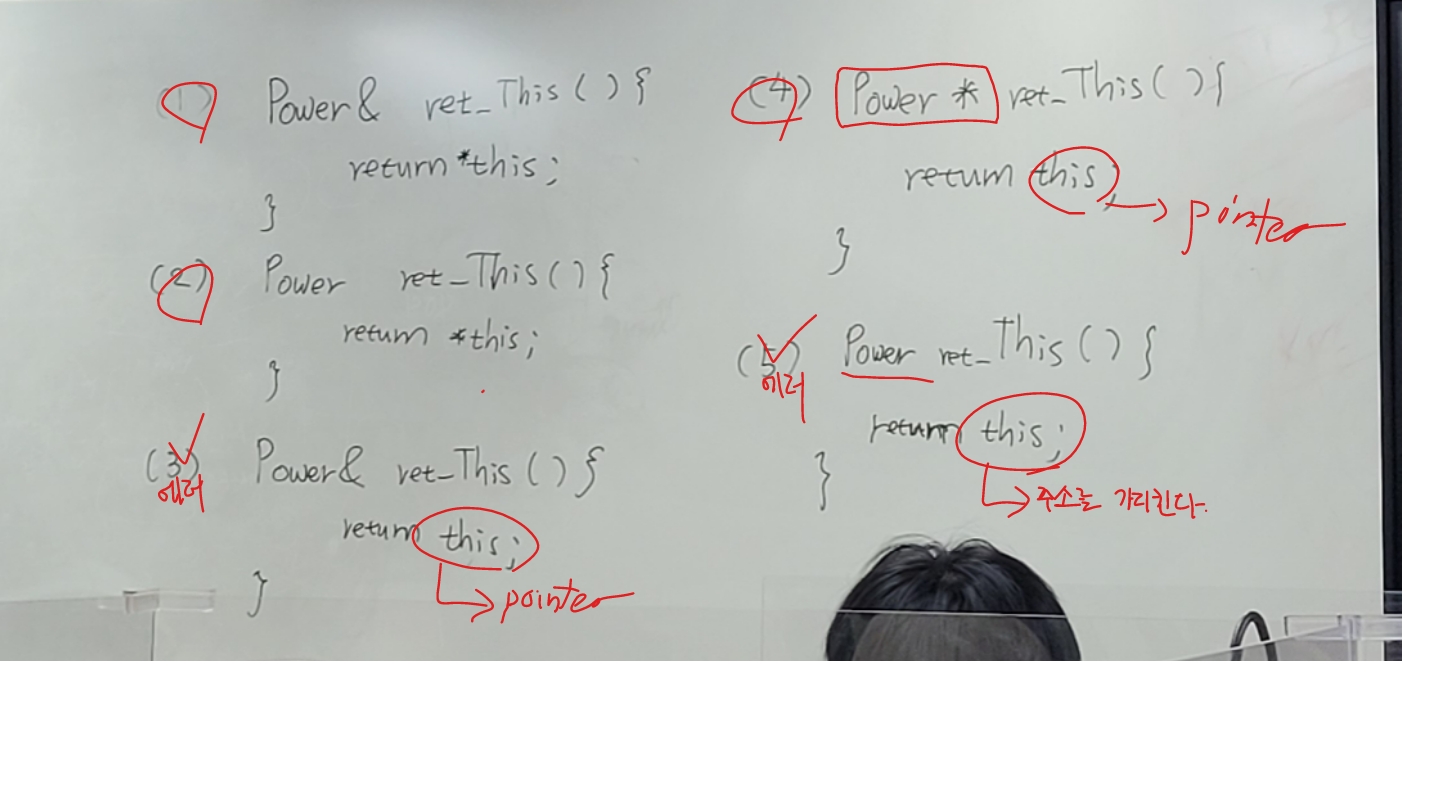 (1) Power& ret_This(){
return *this;
}
(2) Power ret_This(){
return *this;
}
(3) Power& ret_This(){
에러
return this;
→ pointer
}
(4) Power * ret_This(){
return this;
→ pointer
}
(5) Power ret_This(){
에러
return this;
→ 주소를 가리킨다.
}